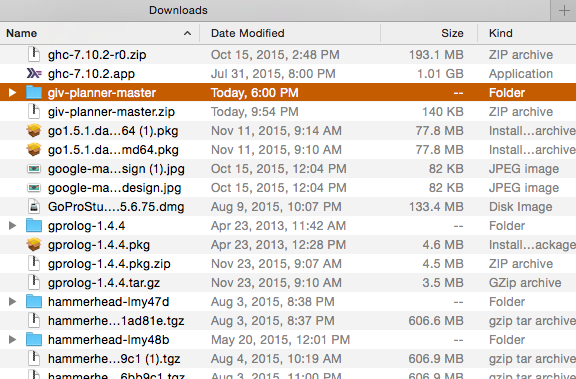 Downloads
Name Date Modified Size Kind
ghc-7.10.2-r0.zip Oct 15, 2015, 2:48 PM 193.1 MB ZIP archive
ghc-7.10.2.app Jul 31, 2015, 8:00 PM 1.01 GB Application
giv-planner-master Today, 6:00 PM -- Folder
giv-planner-master.zip Today, 9:54 PM 140 KB ZIP archive
go1.5.1.da...64 (1).pkg Nov 11, 2015, 9:14 AM 77.8 MB Install...archive
go1.5.1.da...md64.pkg Nov 11, 2015, 9:10 AM 77.8 MB Install...archive
google-ma...sign (1).jpg Oct 15, 2015, 12:04 PM 82 KB JPEG image
google-ma...design.jpg Oct 15, 2015, 12:04 PM 82 KB JPEG image
GoProStu....5.6.75.dmg Aug 9, 2015, 10:07 PM 133.4 MB Disk Image
gprolog-1.4.4 Apr 23, 2013, 11:42 AM -- Folder
gprolog-1.4.4.pkg Apr 23, 2013, 12:28 PM 4.6 MB Install...ackage
gprolog-1.4.4.pkg.zip Nov 23, 2015, 9:07 AM 4.5 MB ZIP archive
gprolog-1.4.4.tar.gz Nov 23, 2015, 9:10 AM 3.5 MB GZip archive
hammerhead-lmy47d Aug 3, 2015, 8:38 PM -- Folder
hammerhe...1ad81e.tgz Aug 3, 2015, 8:37 PM 606.6 MB gzip tar archive
hammerhead-lmy48b May 20, 2015, 12:01 PM -- Folder
hammerhe...9c1 (1).tgz Aug 4, 2015, 10:19 AM 606.9 MB gzip tar archive
hammerhe...6bb9c1.tgz Aug 3, 2015, 11:00 PM 606.9 MB gzip tar archive